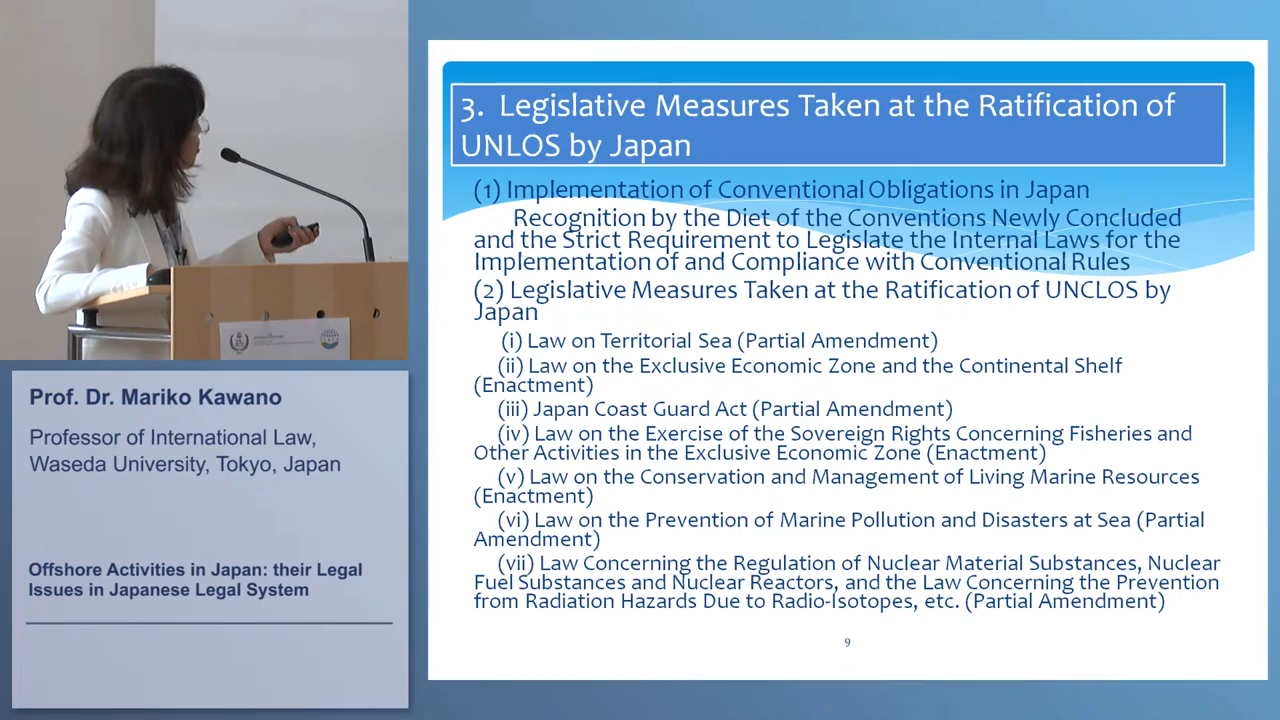 3. Legislative Measures Taken at the Ratification of
UNLOS by Japan
(1) Implementation of Conventional Obligations in Japan
Recognition by the Diet of the Conventions Newly Concluded
and the Strict Requirement to Legislate the Internal Laws for the
Implementation of and Compliance with Conventional Rules
(2) Legislative Measures Taken at the Ratification of UNCLOS by
Japan
(i) Law on Territorial Sea (Partial Amendment)
(ii) Law on the Exclusive Economic Zone and the Continental Shelf
(Enactment)
(iii) Japan Coast Guard Act (Partial Amendment)
(iv) Law on the Exercise of the Sovereign Rights Concerning Fisheries and
Other Activities in the Exclusive Economic Zone (Enactment)
(v) Law on the Conservation and Management of Living Marine Resources
(Enactment)
(vi) Law on the Prevention of Marine Pollution and Disasters at Sea (Partial
Amendment)
(vii) Law Concerning the Regulation of Nuclear Material Substances, Nuclear
Fuel Substances and Nuclear Reactors, and the Law Concerning the Prevention
from Radiation Hazards Due to Radio-Isotopes, etc. (Partial Amendment)
9
Prof. Dr. Mariko Kawano
Professor of International Law,
Waseda University, Tokyo, Japan
Offshore Activities in Japan: their Legal
Issues in Japanese Legal System